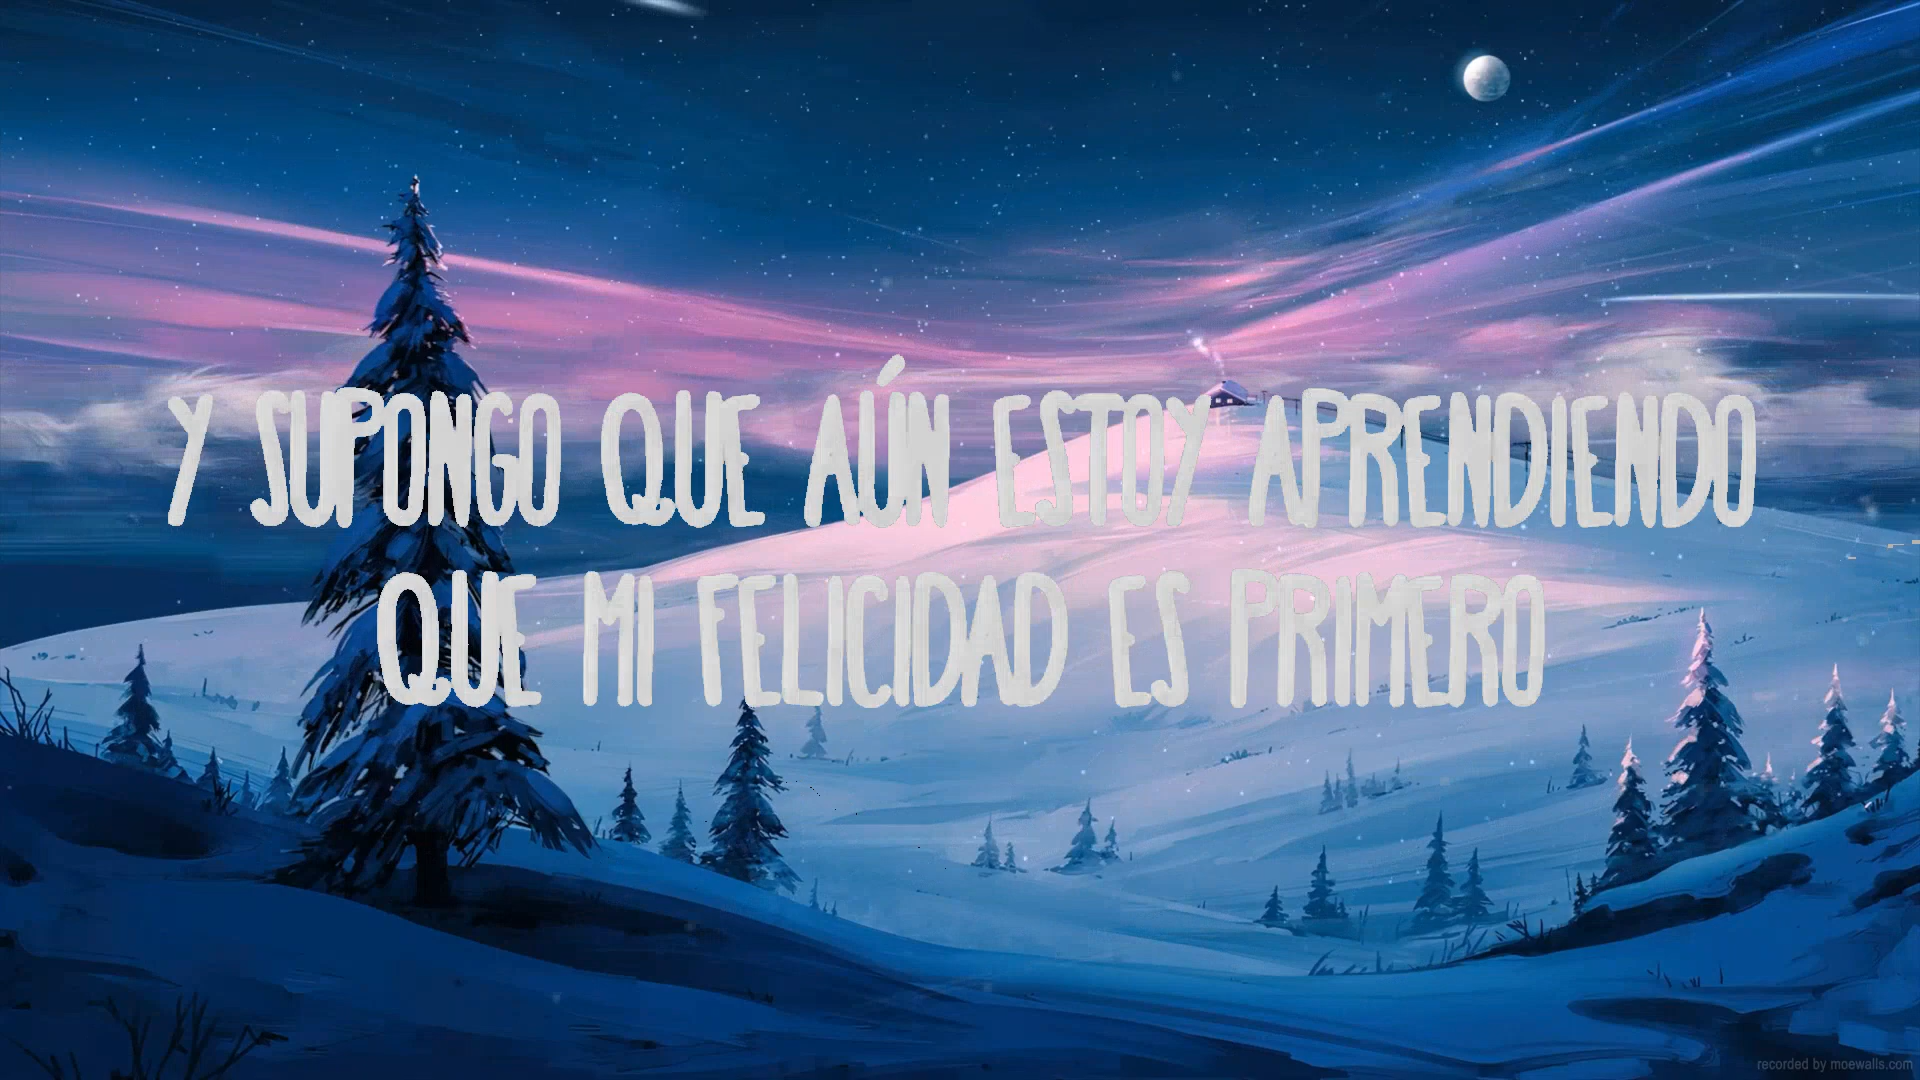 Y SUPONGO QUE AÚN ESTOY APRENDIENDO
QUE MI FELICIDAD ES PRIMERO
recorded by moewalls.com